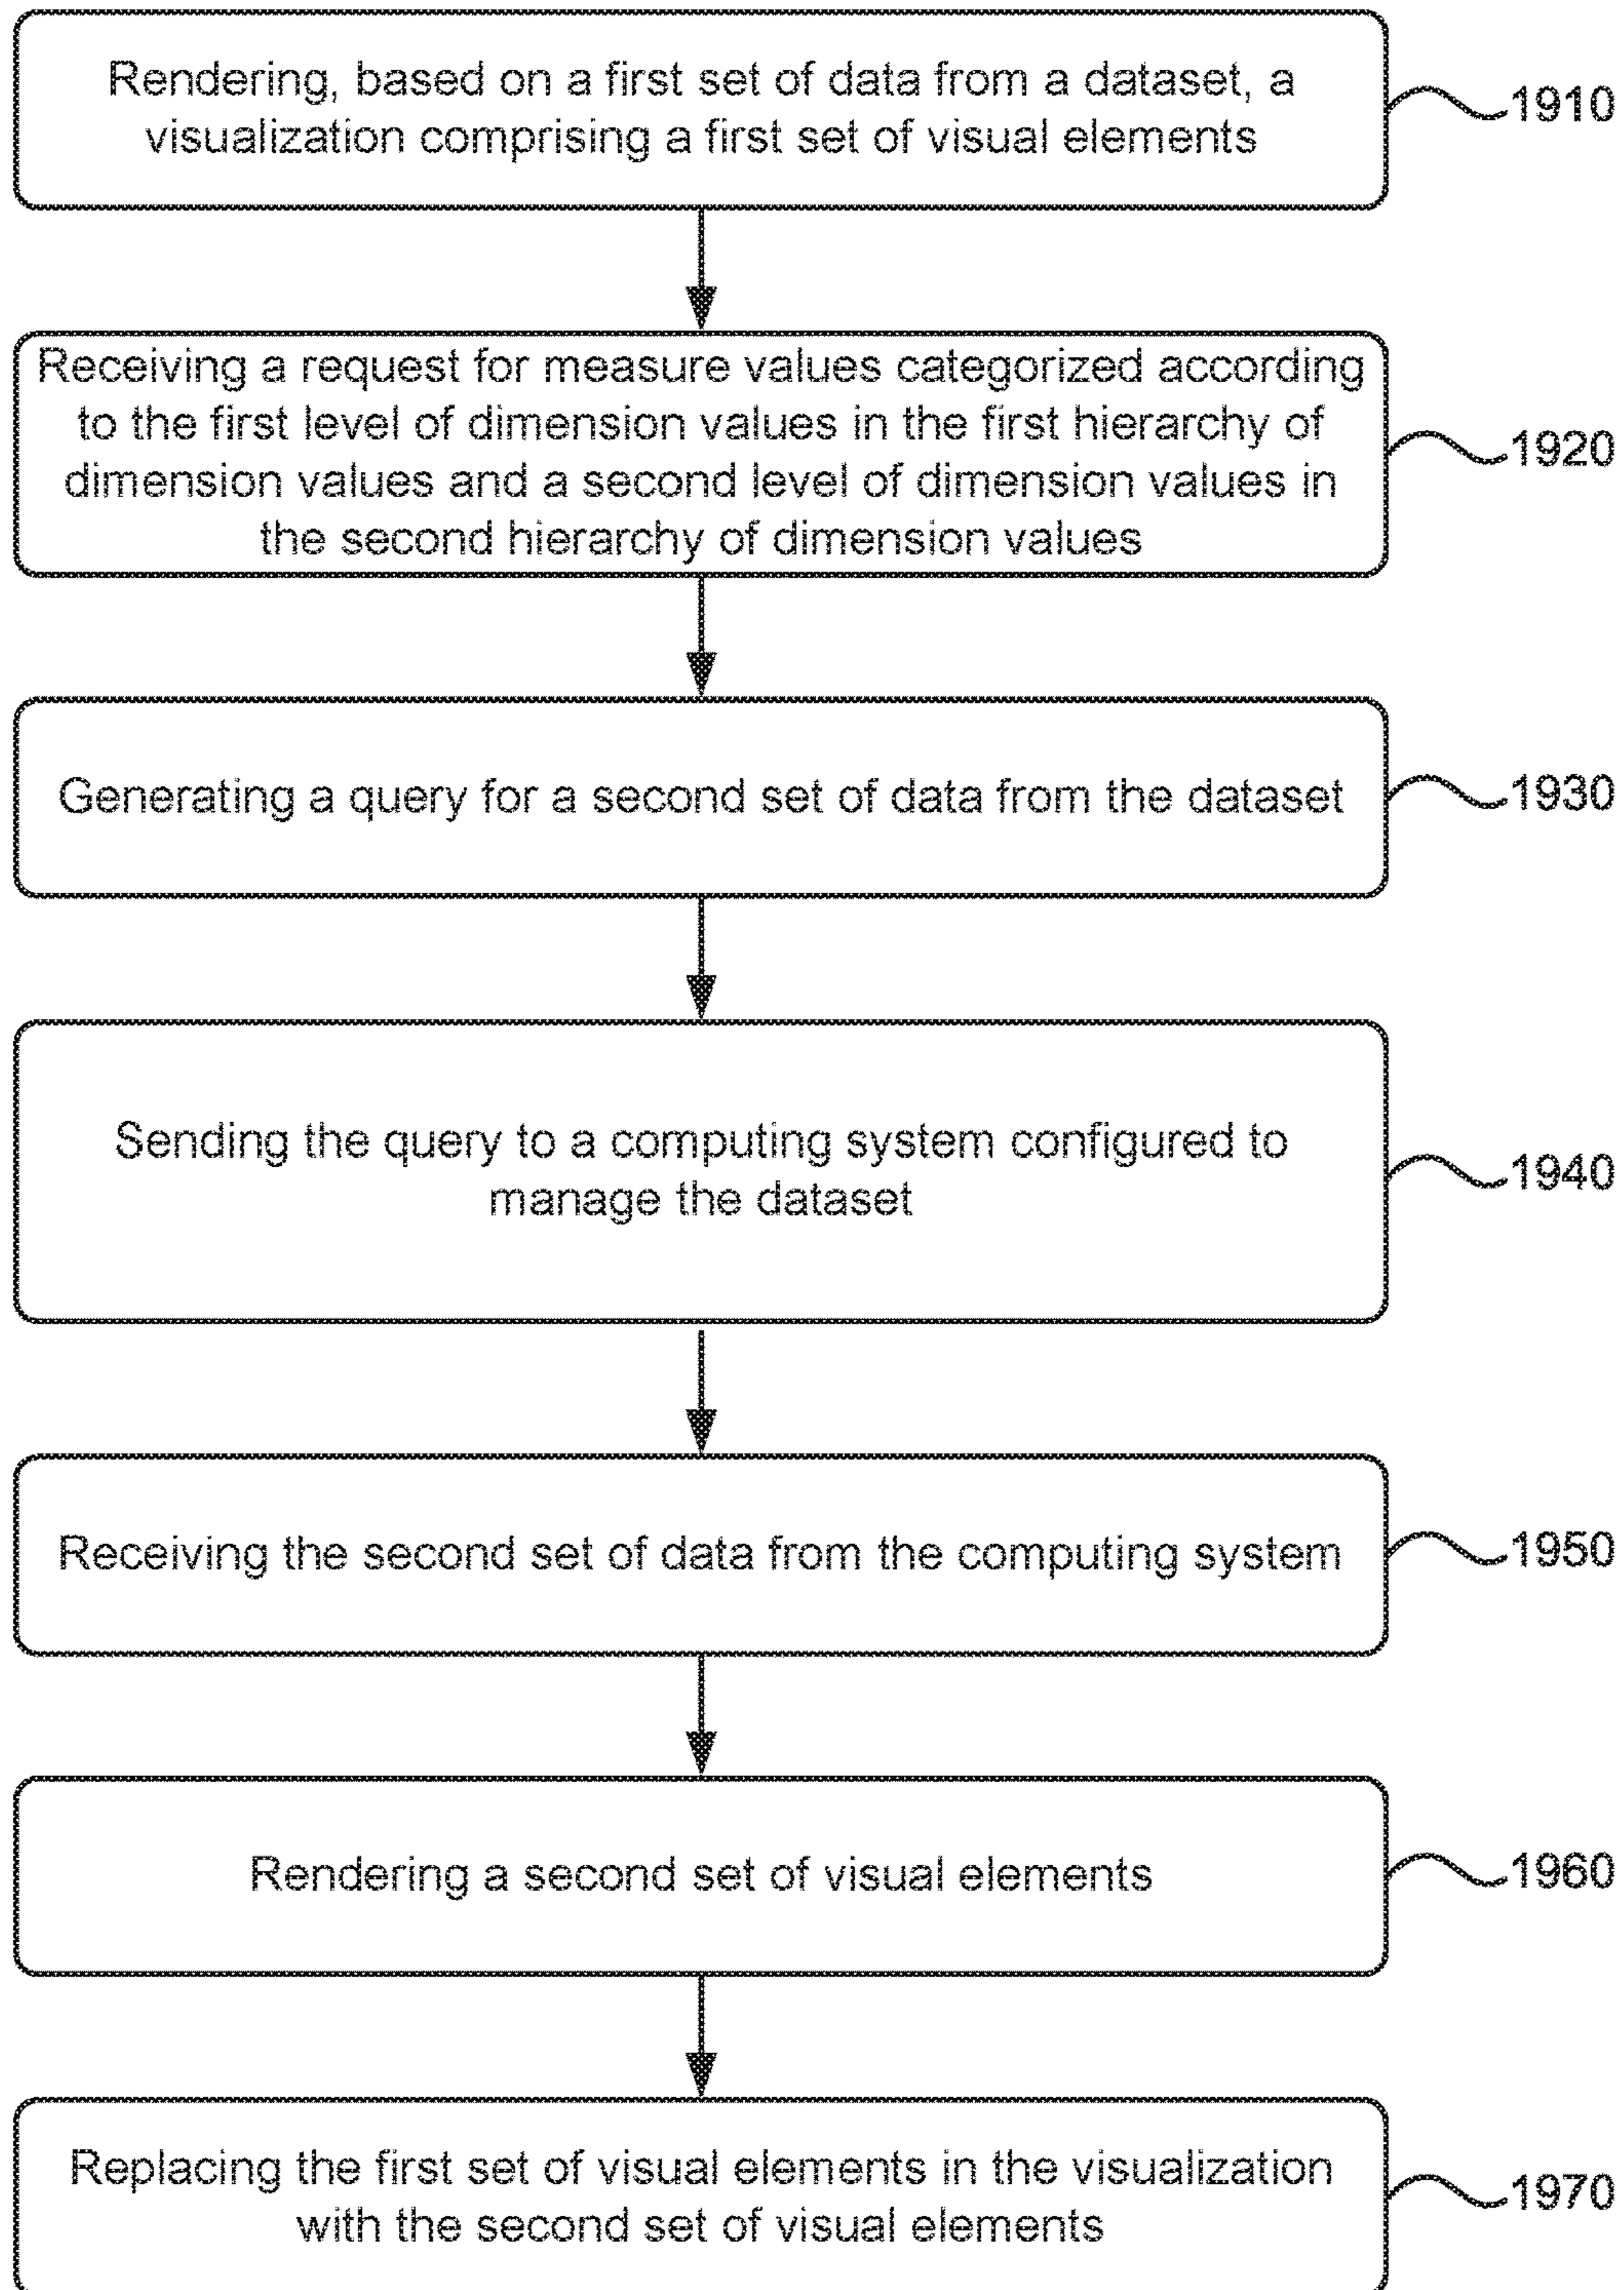 Rendering, based on a first set of data from a dataset, a
visualization comprising a first set of visual elements
1910
Receiving a request for measure values categorized according
to the first level of dimension values in the first hierarchy of
dimension values and a second level of dimension values in
the second hierarchy of dimension values
1920
Generating a query for a second set of data from the dataset
1930
Sending the query to a computing system configured to
manage the dataset
1940
Receiving the second set of data from the computing system
1950
Rendering a second set of visual elements
1960
Replacing the first set of visual elements in the visualization
with the second set of visual elements
1970